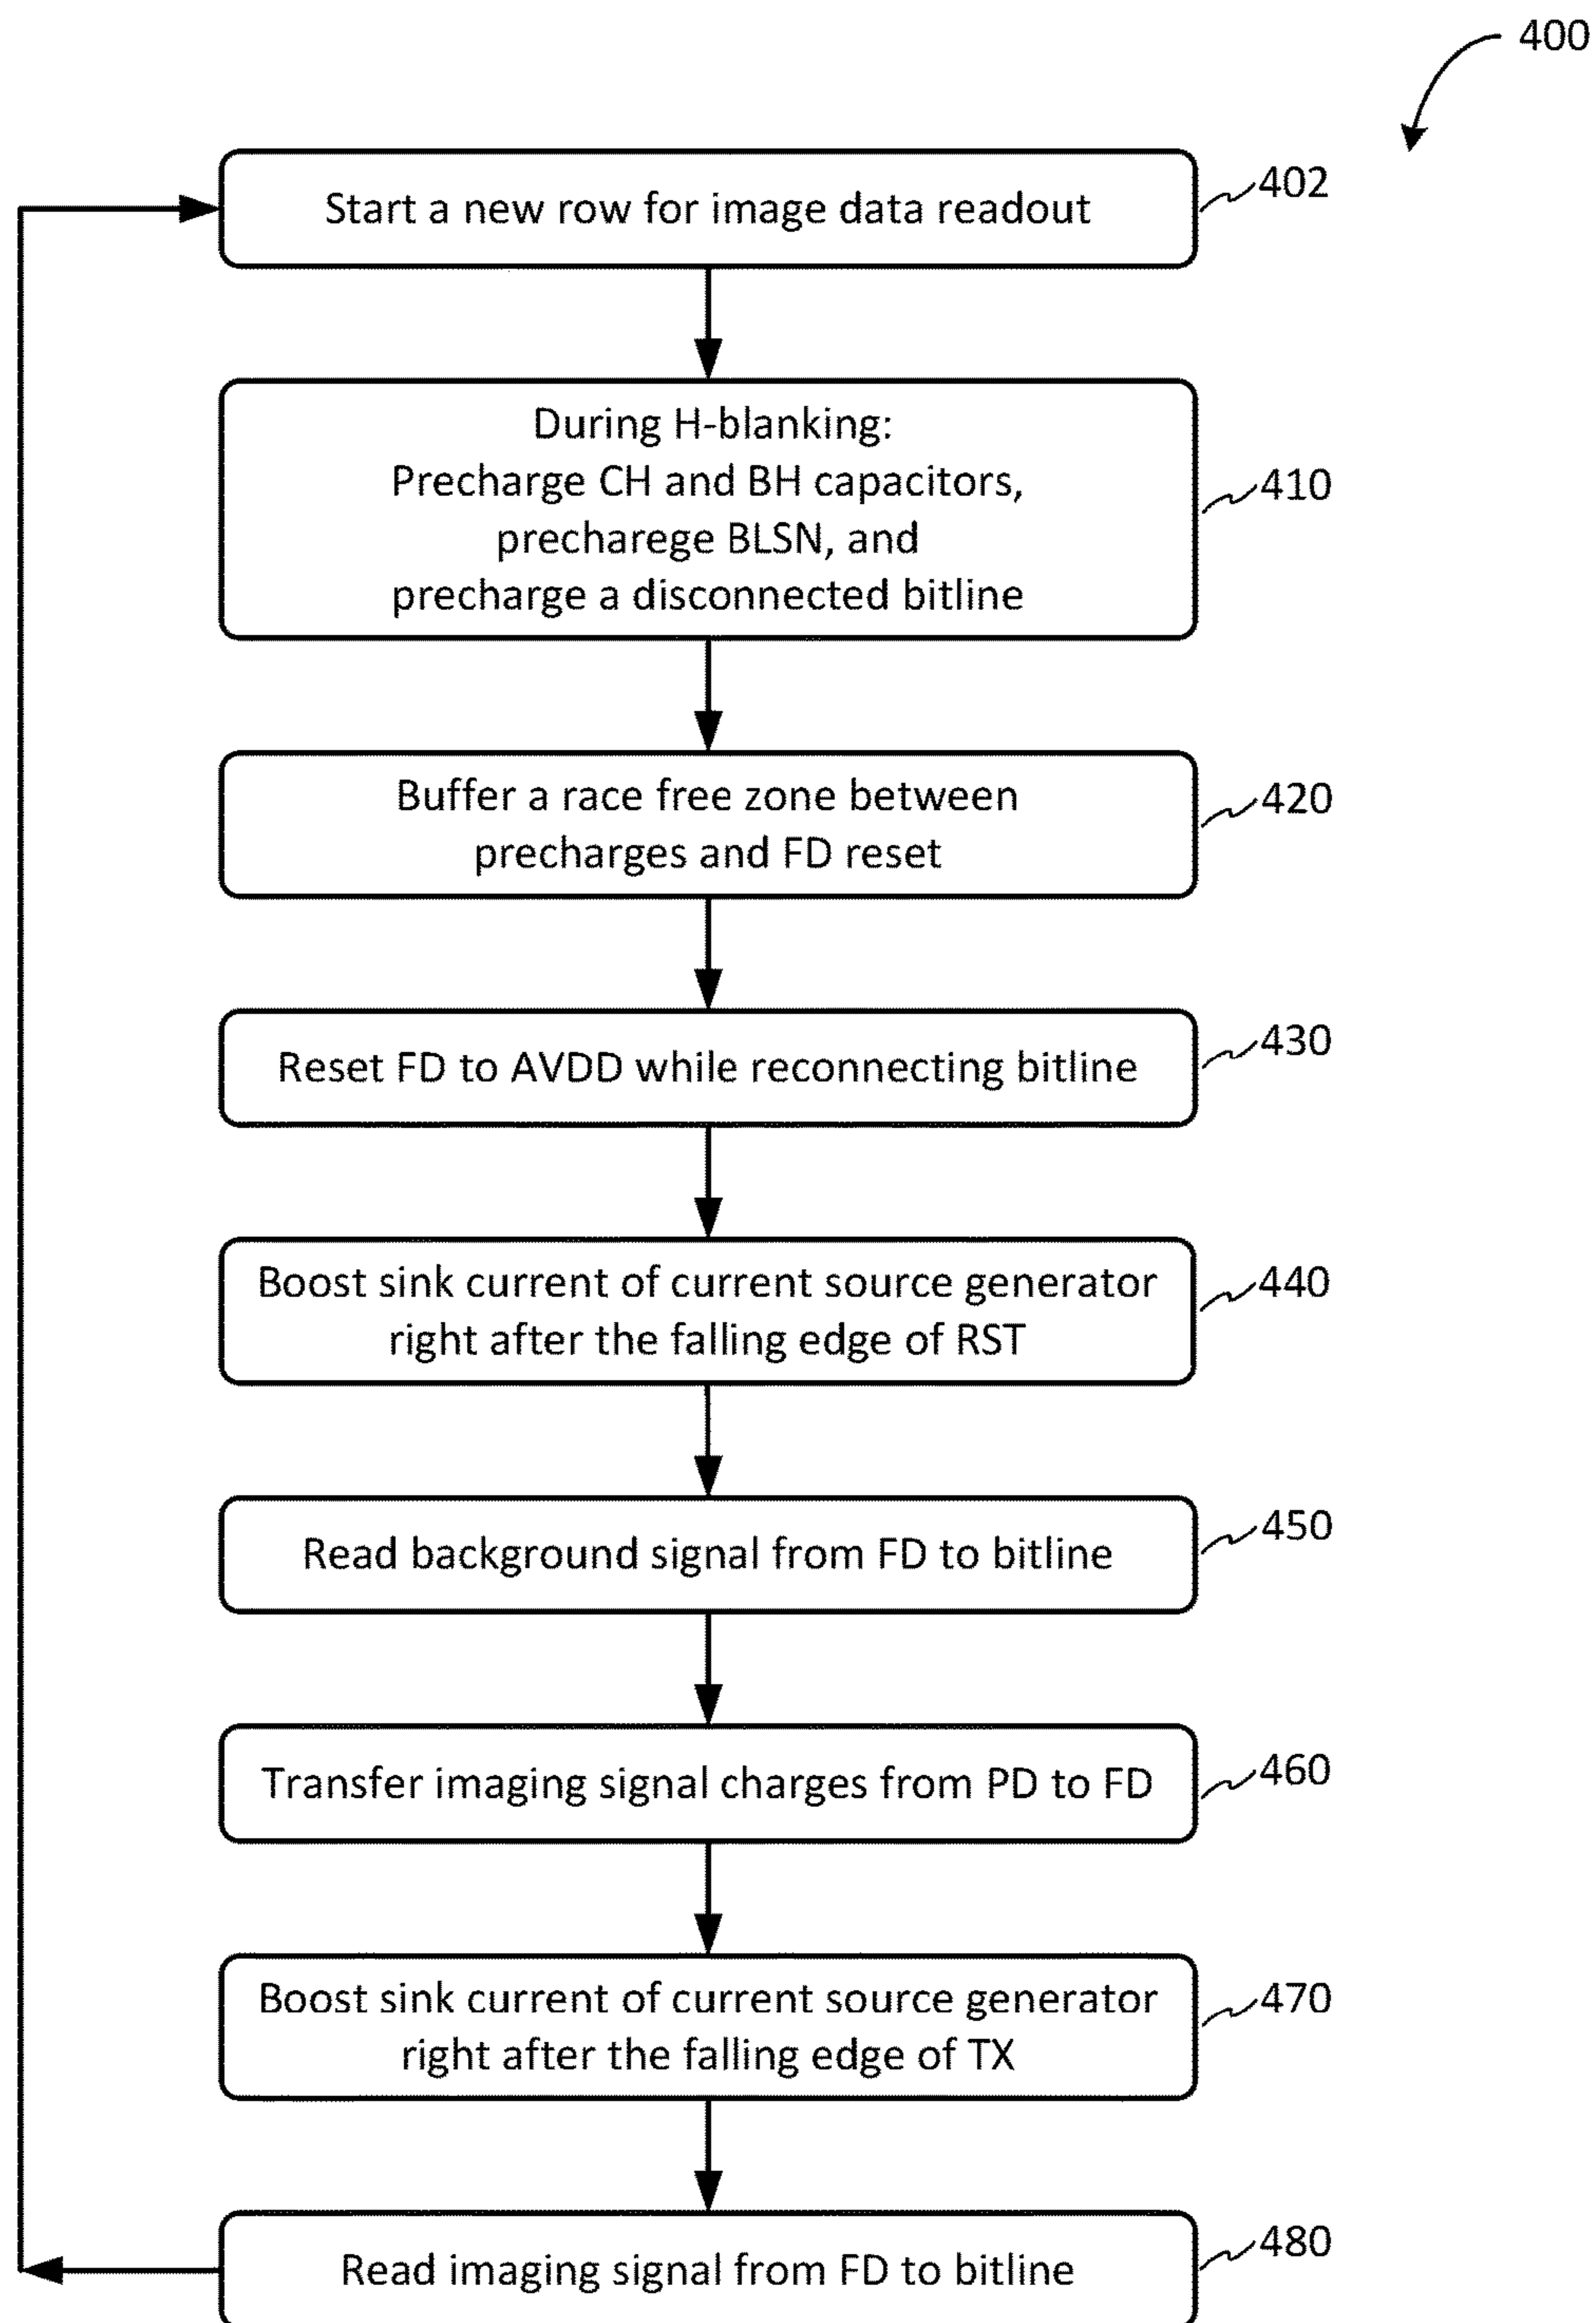 400
Start a new row for image data readout
402
During H-blanking:
Precharge CH and BH capacitors,
precharege BLSN, and
precharge a disconnected bitline
410
Buffer a race free zone between
precharges and FD reset
420
Reset FD to AVDD while reconnecting bitline
430
Boost sink current of current source generator
right after the falling edge of RST
440
Read background signal from FD to bitline
450
Transfer imaging signal charges from PD to FD
460
Boost sink current of current source generator
right after the falling edge of TX
470
Read imaging signal from FD to bitline
480